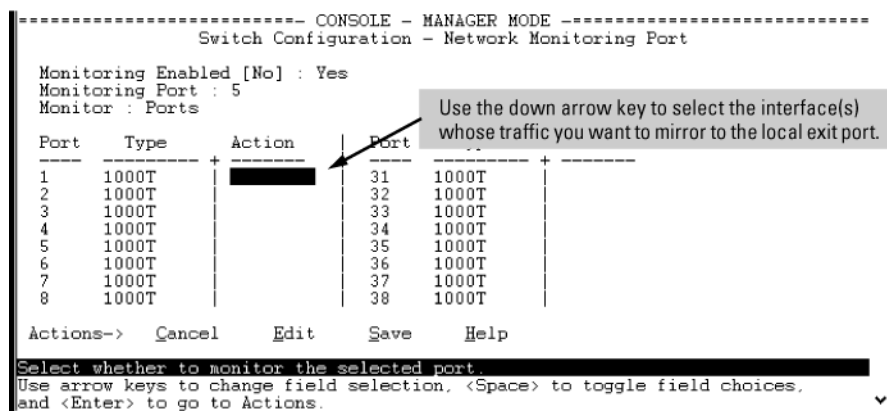 ==========================- CONSOLE - MANAGER MODE -============================
Switch Configuration - Network Monitoring Port
Monitoring Enabled [No] : Yes
Monitoring Port : 5
Monitor : Ports
Use the down arrow key to select the interface(s)
whose traffic you want to mirror to the local exit port.
Port Type Action | Port
---- --------- + ------- | ---- --------- + -------
1 1000T | | 31 1000T |
2 1000T | | 32 1000T |
3 1000T | | 33 1000T |
4 1000T | | 34 1000T |
5 1000T | | 35 1000T |
6 1000T | | 36 1000T |
7 1000T | | 37 1000T |
8 1000T | | 38 1000T |
Actions-> Cancel Edit Save Help
Select whether to monitor the selected port.
Use arrow keys to change field selection, <Space> to toggle field choices,
and <Enter> to go to Actions.